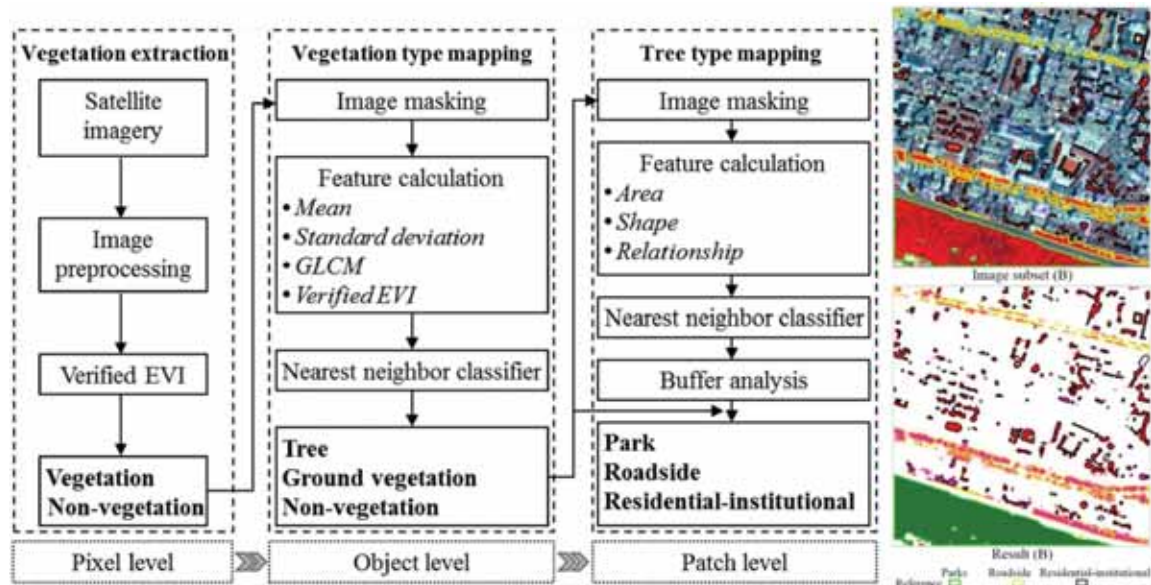 Vegetation extraction
Satellite
imagery
Image
preprocessing
Verified EVI
Vegetation
Non-vegetation
Pixel level
Vegetation type mapping
Image masking
Feature calculation
• Mean
• Standard deviation
• GLCM
• Verified EVI
Nearest neighbor classifier
Tree
Ground vegetation
Non-vegetation
Object level
Tree type mapping
Image masking
Feature calculation
• Area
• Shape
• Relationship
Nearest neighbor classifier
Buffer analysis
Park
Roadside
Residential-institutional
Patch level
Image subset (B)
Result (B)
Parks Roadside Residential-institutional
Reference